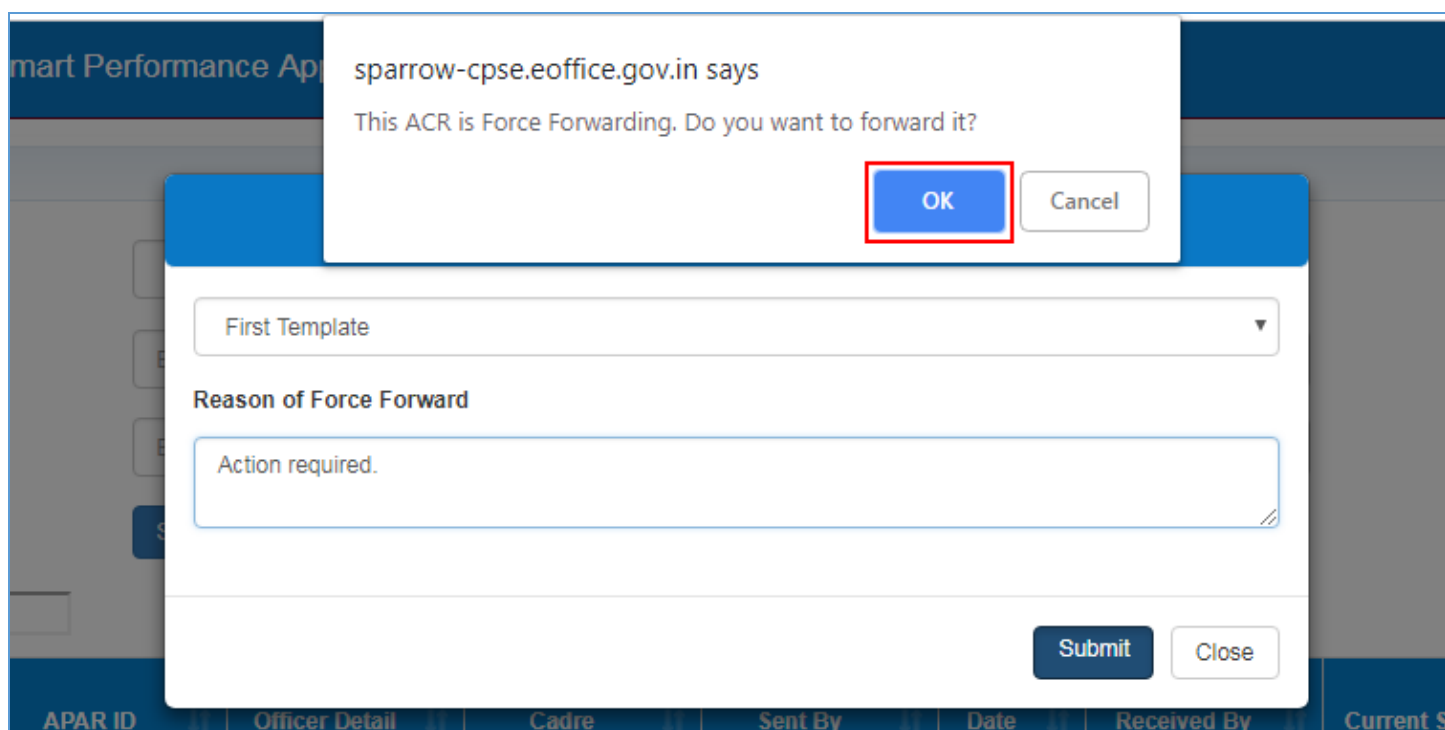 mart Performance Ap
sparrow-cpse.eoffice.gov.in says
This ACR is Force Forwarding. Do you want to forward it?
OK Cancel
First Template
Reason of Force Forward
Action required.
Submit Close
APAR ID Officer Detail Cadre Sent By Date Received By Current S